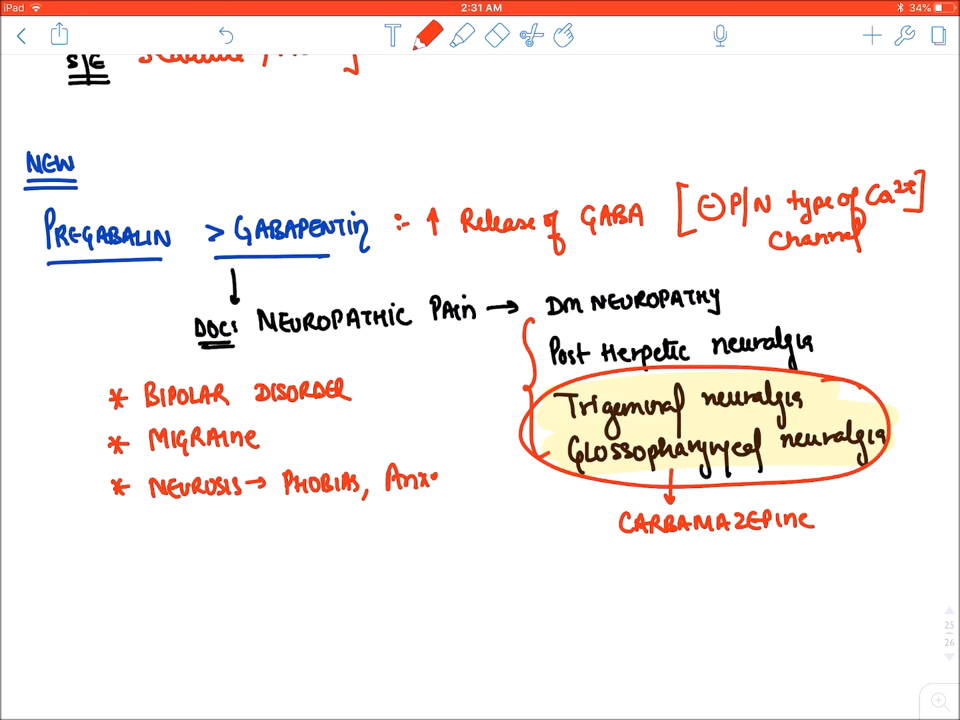 iPad
2:31 AM
34%
T
S/E
NEW
PREGABALIN > GABAPENTIN :- ↑ Release of GABA [⊖ P/N type of Ca²⁺ Channel]
DOC: NEUROPATHIC PAIN → DM NEUROPATHY
Post Herpetic neuralgia
Trigeminal neuralgia
Glossopharyngeal neuralgia
CARBAMAZEPINE
* BIPOLAR DISORDER
* MIGRAINE
* NEUROSIS → PHOBIAS, Anx
25
26